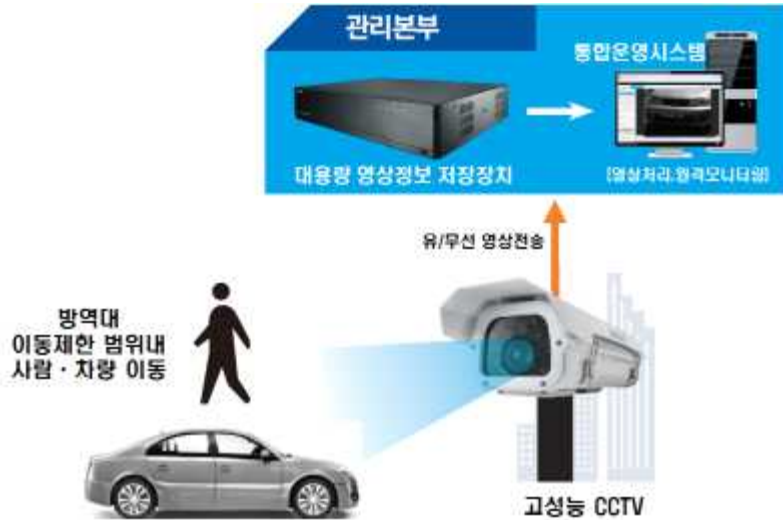 관리본부
통합운영시스템
대용량 영상정보 저장장치
[영상처리.원격모니터링]
유/무선 영상전송
방역대
이동제한 범위내
사람 · 차량 이동
고성능 CCTV